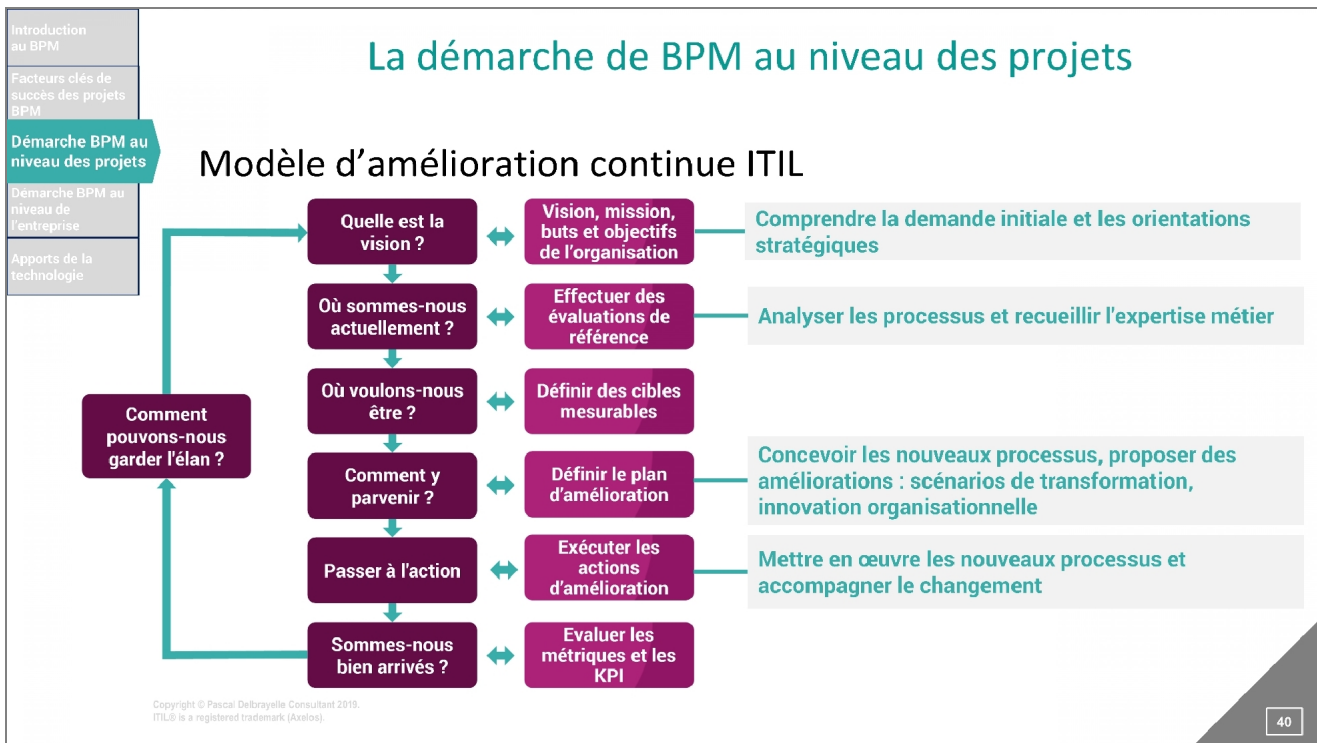 Introduction
au BPM
Facteurs clés de
succès des projets
BPM
Démarche BPM au
niveau des projets
Démarche BPM au
niveau de
l'entreprise
Apports de la
technologie
La démarche de BPM au niveau des projets
Modèle d’amélioration continue ITIL
Quelle est la
vision ?
Vision, mission,
buts et objectifs
de l’organisation
Comprendre la demande initiale et les orientations
stratégiques
Où sommes-nous
actuellement ?
Effectuer des
évaluations de
référence
Analyser les processus et recueillir l'expertise métier
Où voulons-nous
être ?
Définir des cibles
mesurables
Comment
pouvons-nous
garder l'élan ?
Comment y
parvenir ?
Définir le plan
d’amélioration
Concevoir les nouveaux processus, proposer des
améliorations : scénarios de transformation,
innovation organisationnelle
Passer à l'action
Exécuter les
actions
d’amélioration
Mettre en œuvre les nouveaux processus et
accompagner le changement
Sommes-nous
bien arrivés ?
Evaluer les
métriques et les
KPI
Copyright © Pascal Delbrayelle Consultant 2019.
ITIL® is a registered trademark (Axelos).
40